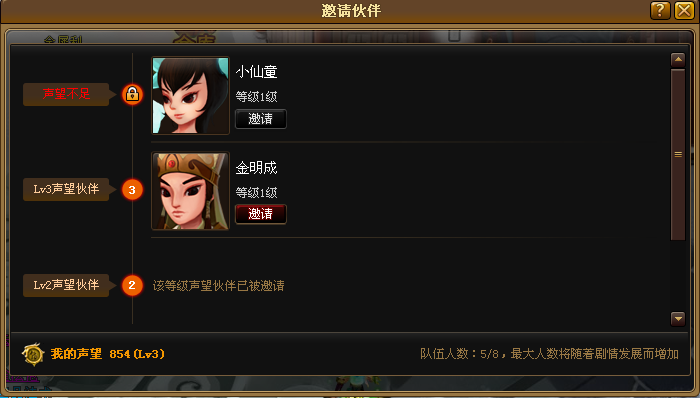 邀请伙伴
?
声望不足
小仙童
等级1级
邀请
Lv3声望伙伴
3
金明成
等级1级
邀请
Lv2声望伙伴
2
该等级声望伙伴已被邀请
我的声望 854(Lv3)
队伍人数：5/8，最大人数将随着剧情发展而增加